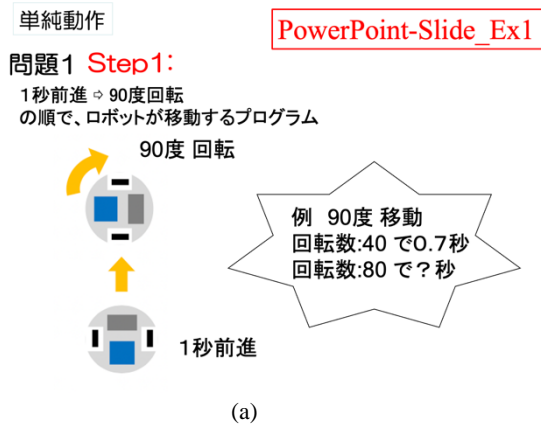 単純動作
PowerPoint-Slide_Ex1
問題1 Step1:
1秒前進⇨90度回転
の順で、ロボットが移動するプログラム
90度 回転
例 90度 移動
回転数:40 で0.7秒
回転数:80 で？秒
1秒前進
(a)